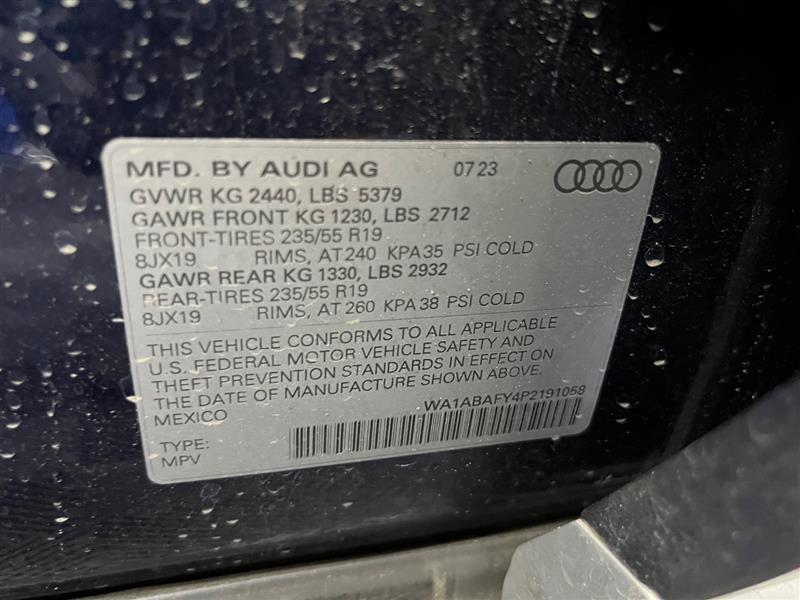 MFD. BY AUDI AG 07 23
GVWR KG 2440, LBS 5379
GAWR FRONT KG 1230, LBS 2712
FRONT-TIRES 235/55 R19
8JX19 RIMS, AT 240 KPA 35 PSI COLD
GAWR REAR KG 1330, LBS 2932
REAR-TIRES 235/55 R19
8JX19 RIMS, AT 260 KPA 38 PSI COLD
THIS VEHICLE CONFORMS TO ALL APPLICABLE
U.S. FEDERAL MOTOR VEHICLE SAFETY AND
THEFT PREVENTION STANDARDS IN EFFECT ON
THE DATE OF MANUFACTURE SHOWN ABOVE.
MEXICO WA1ABAFY4P2191058
TYPE:
MPV